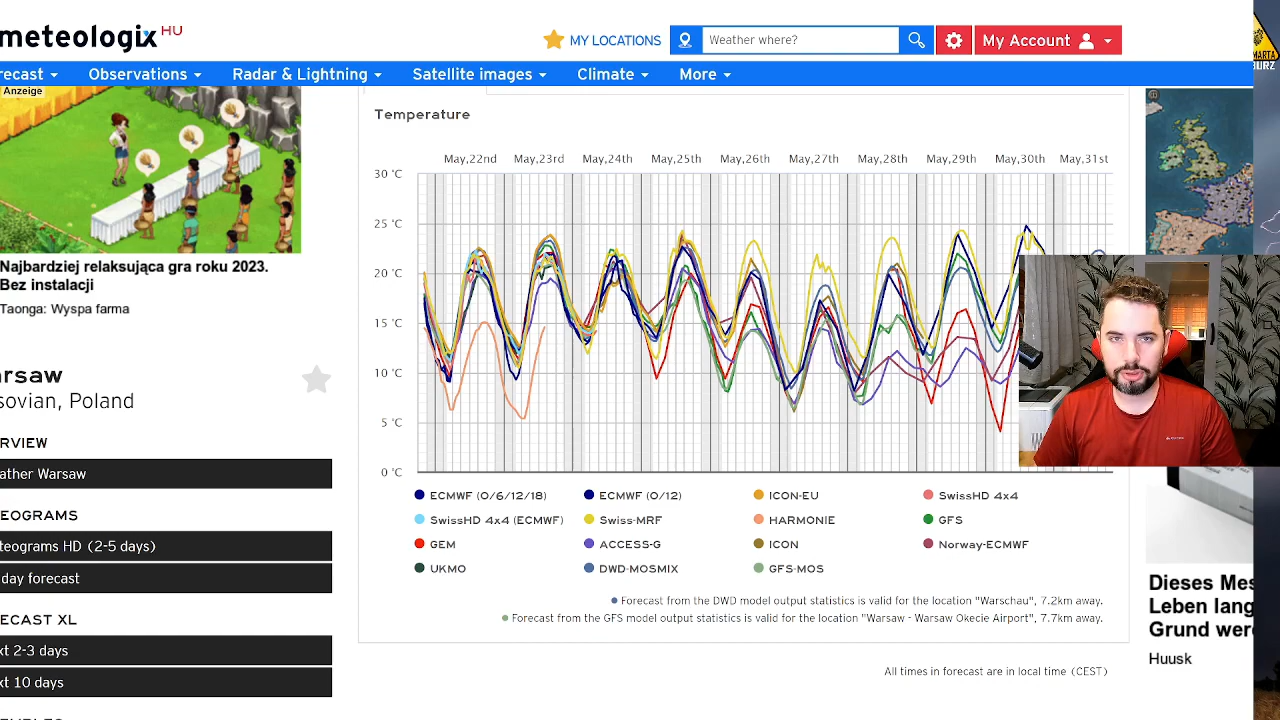 meteologix HU
MY LOCATIONS
Weather where?
My Account
recast
Observations
Radar & Lightning
Satellite images
Climate
More
Anzeige
Najbardziej relaksująca gra roku 2023.
Bez instalacji
Taonga: Wyspa farma
arsaw
sovian, Poland
RVIEW
ather Warsaw
EOGRAMS
teograms HD (2-5 days)
day forecast
ECAST XL
xt 2-3 days
xt 10 days
Temperature
May,22nd May,23rd May,24th May,25th May,26th May,27th May,28th May,29th May,30th May,31st
30 °C
25 °C
20 °C
15 °C
10 °C
5 °C
0 °C
ECMWF (0/6/12/18) ECMWF (0/12) ICON-EU SwissHD 4x4
SwissHD 4x4 (ECMWF) Swiss-MRF HARMONIE GFS
GEM ACCESS-G ICON Norway-ECMWF
UKMO DWD-MOSMIX GFS-MOS
Forecast from the DWD model output statistics is valid for the location "Warschau", 7.2km away.
Forecast from the GFS model output statistics is valid for the location "Warsaw - Warsaw Okecie Airport", 7.7km away.
All times in forecast are in local time (CEST)
Dieses Mes
Leben lang
Grund were
Huusk
MARTA
BURZ